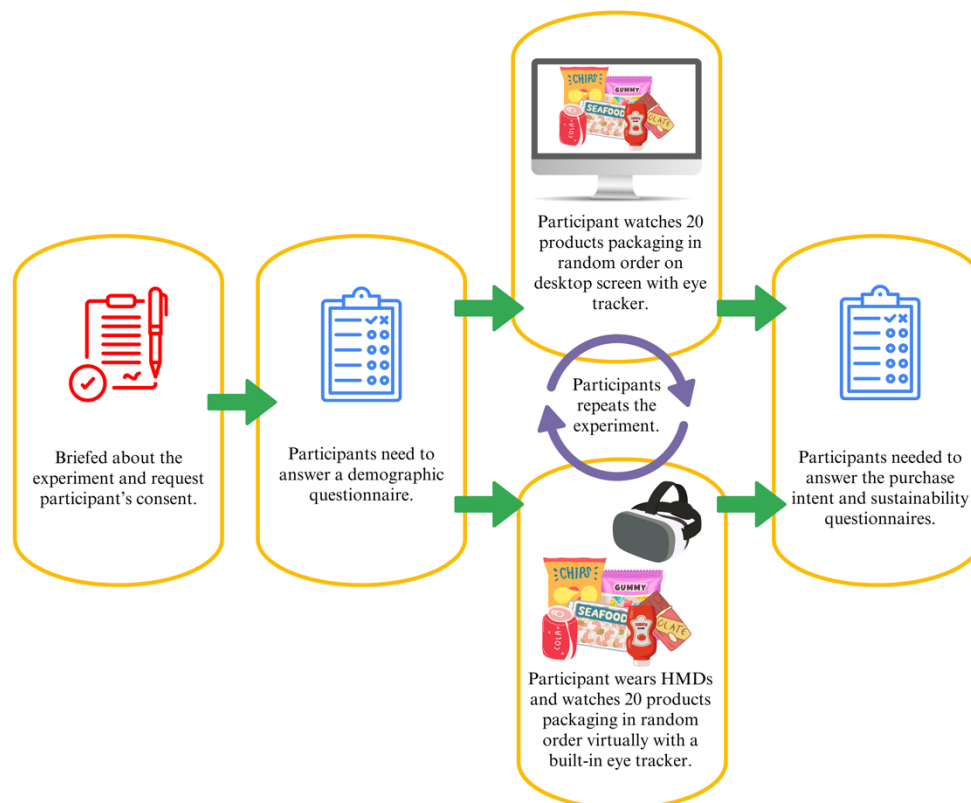 Briefed about the
experiment and request
participant's consent.
Participants need to
answer a demographic
questionnaire.
CHIPS
GUMMY
SEAFOOD
COLA
OLATE
Participant watches 20
products packaging in
random order on
desktop screen with eye
tracker.
Participants
repeats the
experiment.
CHIPS
GUMMY
SEAFOOD
COLA
OLATE
Participant wears HMDs
and watches 20 products
packaging in random
order virtually with a
built-in eye tracker.
Participants needed to
answer the purchase
intent and sustainability
questionnaires.